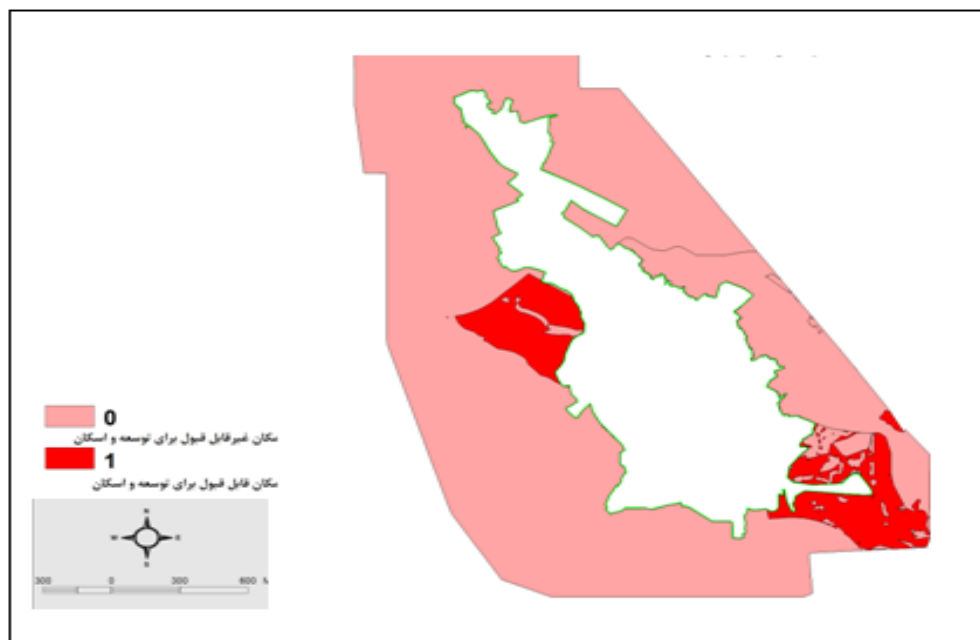 0
مکان غیرقابل قبول برای توسعه و اسکان
1
مکان قابل قبول برای توسعه و اسکان
N
W E
300 0 300 600 M